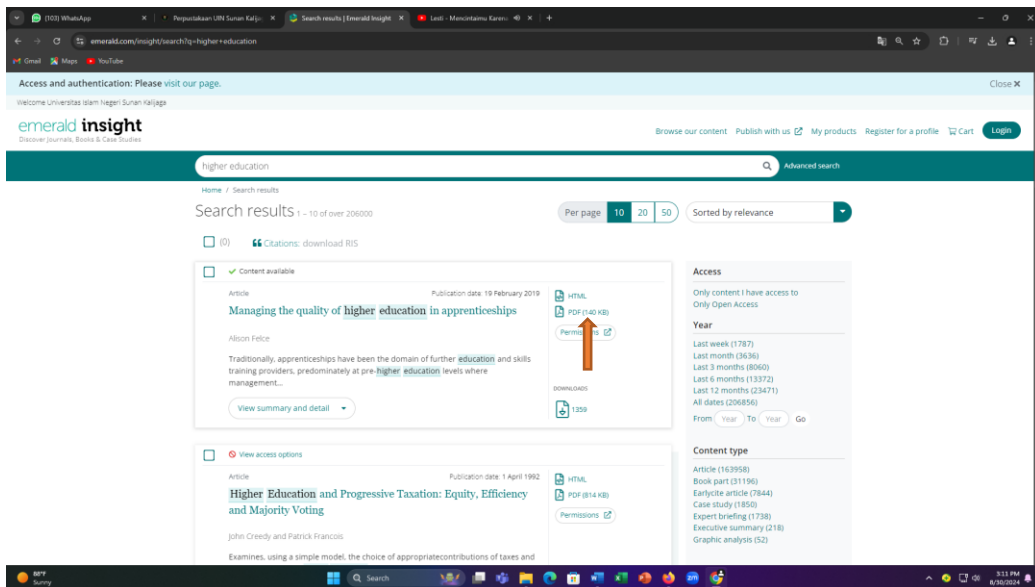 (103) WhatsApp
Perpustakaan UIN Sunan Kalijag
Search results | Emerald Insight
Lesti - Mencintaimu Karena
emerald.com/insight/search?q=higher+education
Gmail Maps YouTube
Access and authentication: Please visit our page.
Close
Welcome Universitas Islam Negeri Sunan Kalijaga
emerald insight
Discover Journals, Books & Case Studies
Browse our content Publish with us My products Register for a profile Cart Login
higher education
Advanced search
Home / Search results
Search results 1 – 10 of over 206000
Per page 10 20 50
Sorted by relevance
(0) Citations: download RIS
Content available
Article Publication date: 19 February 2019
Managing the quality of higher education in apprenticeships
Alison Felce
Traditionally, apprenticeships have been the domain of further education and skills
training providers, predominately at pre-higher education levels where
management...
View summary and detail
HTML
PDF (140 KB)
Permissions
DOWNLOADS
1359
View access options
Article Publication date: 1 April 1992
Higher Education and Progressive Taxation: Equity, Efficiency
and Majority Voting
John Creedy and Patrick Francois
Examines, using a simple model, the choice of appropriatecontributions of taxes and
HTML
PDF (814 KB)
Permissions
Access
Only content I have access to
Only Open Access
Year
Last week (1787)
Last month (3636)
Last 3 months (8060)
Last 6 months (13372)
Last 12 months (23471)
All dates (206856)
From Year To Year Go
Content type
Article (163958)
Book part (31196)
Earlycite article (7844)
Case study (1850)
Expert briefing (1738)
Executive summary (218)
Graphic analysis (52)
88°F
Sunny
Search
3:11 PM
8/30/2024